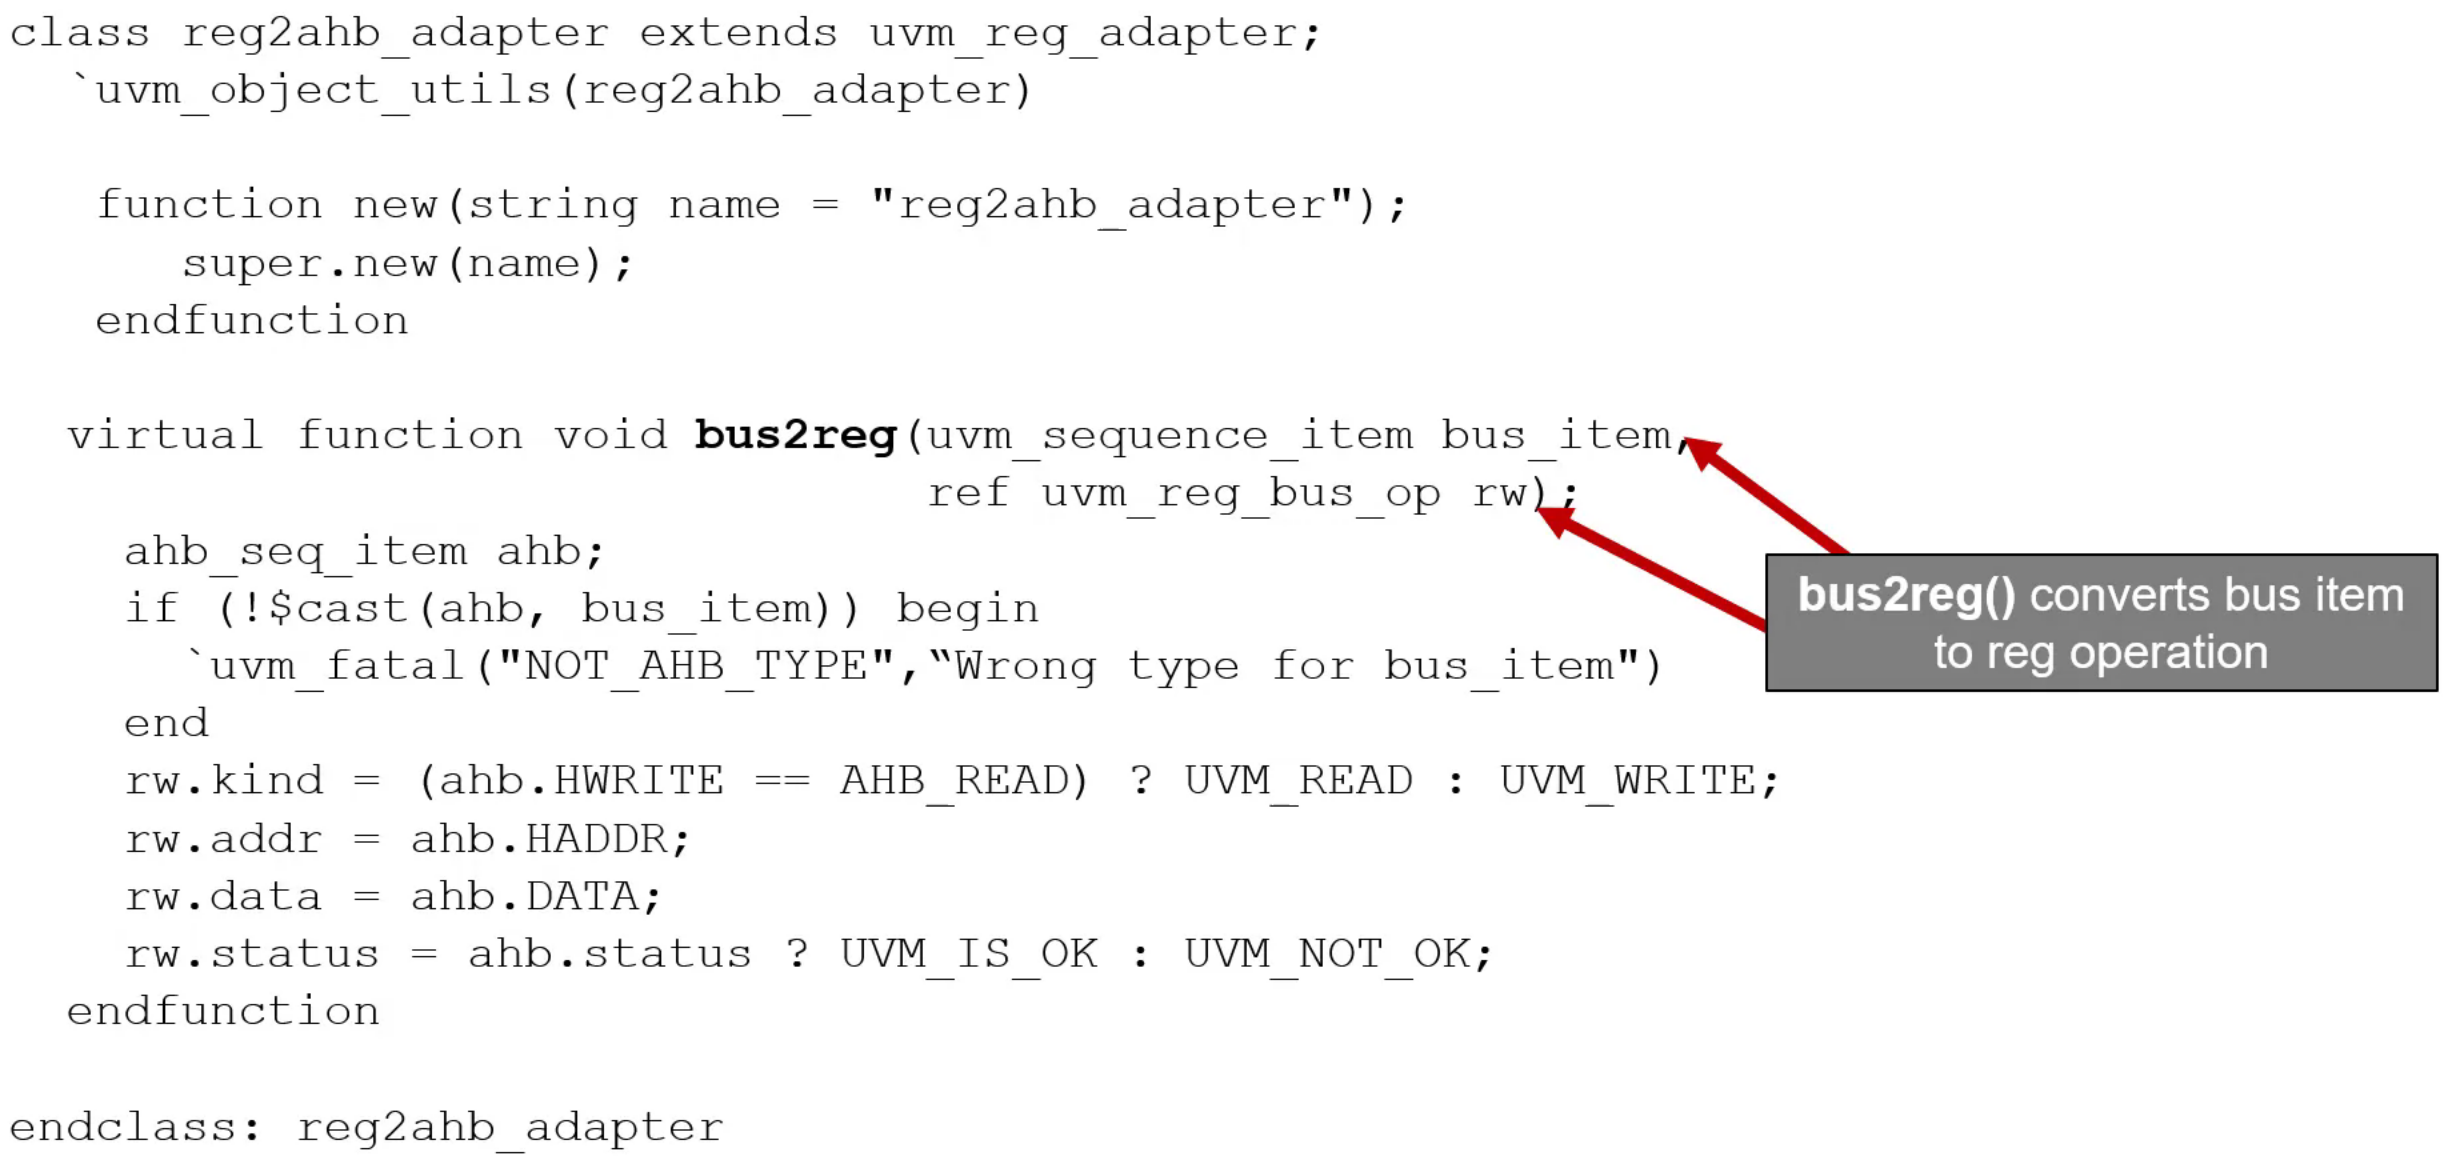 class reg2ahb_adapter extends uvm_reg_adapter;
`uvm_object_utils(reg2ahb_adapter)
function new(string name = "reg2ahb_adapter");
super.new(name);
endfunction
virtual function void bus2reg(uvm_sequence_item bus_item,
ref uvm_reg_bus_op rw);
ahb_seq_item ahb;
if (!$cast(ahb, bus_item)) begin
`uvm_fatal("NOT_AHB_TYPE",“Wrong type for bus_item")
end
rw.kind = (ahb.HWRITE == AHB_READ) ? UVM_READ : UVM_WRITE;
rw.addr = ahb.HADDR;
rw.data = ahb.DATA;
rw.status = ahb.status ? UVM_IS_OK : UVM_NOT_OK;
endfunction
endclass: reg2ahb_adapter
bus2reg() converts bus item
to reg operation